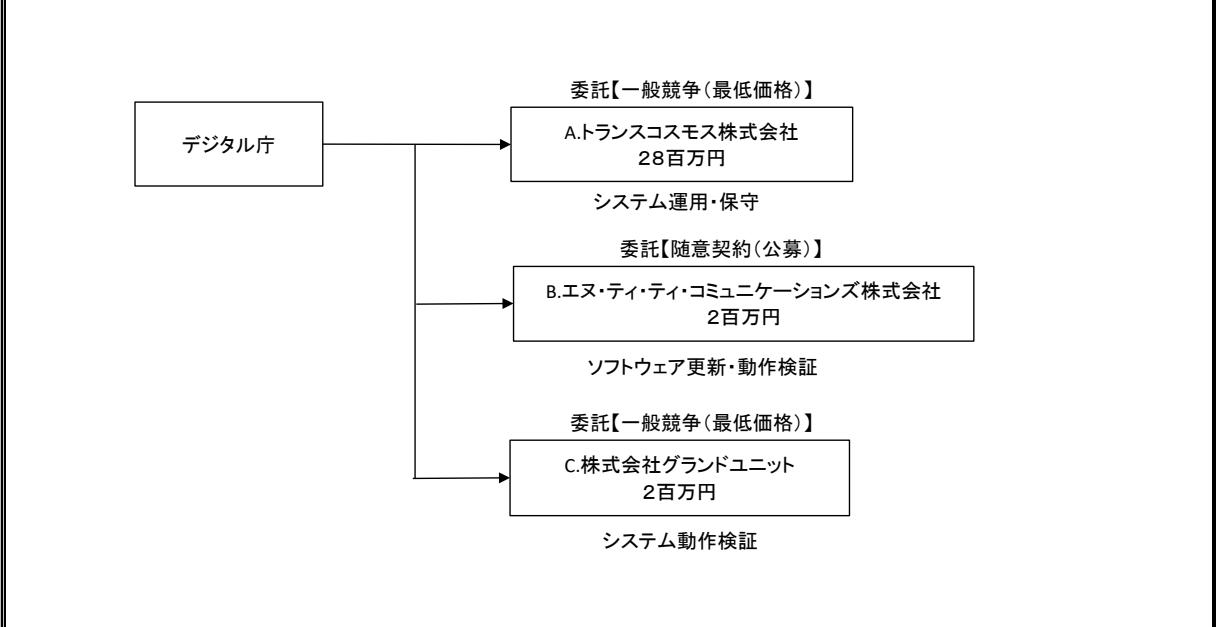 デジタル庁
委託【一般競争（最低価格）】
A.トランスコスモス株式会社
２８百万円
システム運用・保守
委託【随意契約（公募）】
B.エヌ・ティ・ティ・コミュニケーションズ株式会社
２百万円
ソフトウェア更新・動作検証
委託【一般競争（最低価格）】
C.株式会社グランドユニット
２百万円
システム動作検証